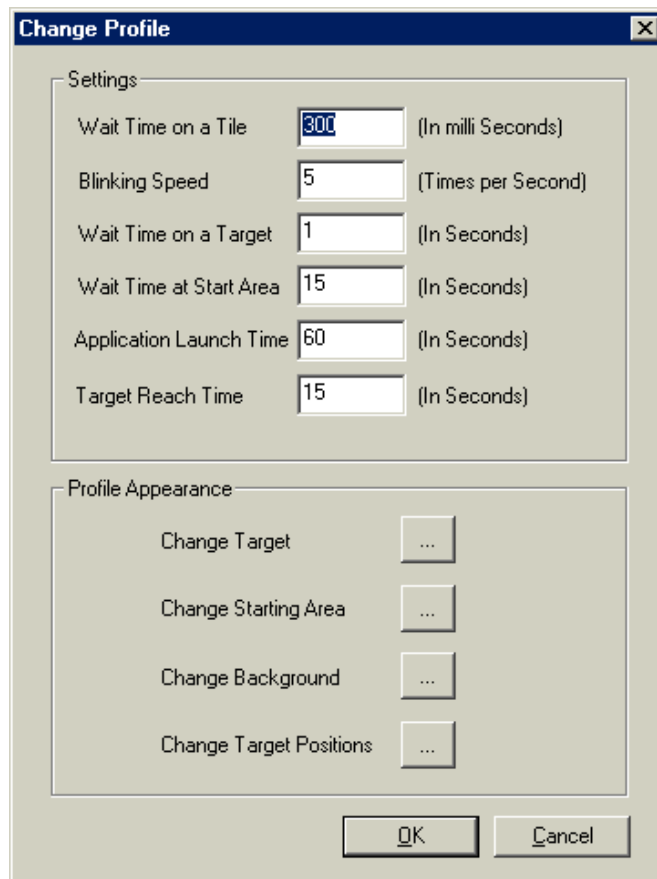 Change Profile
Settings
Wait Time on a Tile 300 (In milli Seconds)
Blinking Speed 5 (Times per Second)
Wait Time on a Target 1 (In Seconds)
Wait Time at Start Area 15 (In Seconds)
Application Launch Time 60 (In Seconds)
Target Reach Time 15 (In Seconds)
Profile Appearance
Change Target ...
Change Starting Area ...
Change Background ...
Change Target Positions ...
OK Cancel